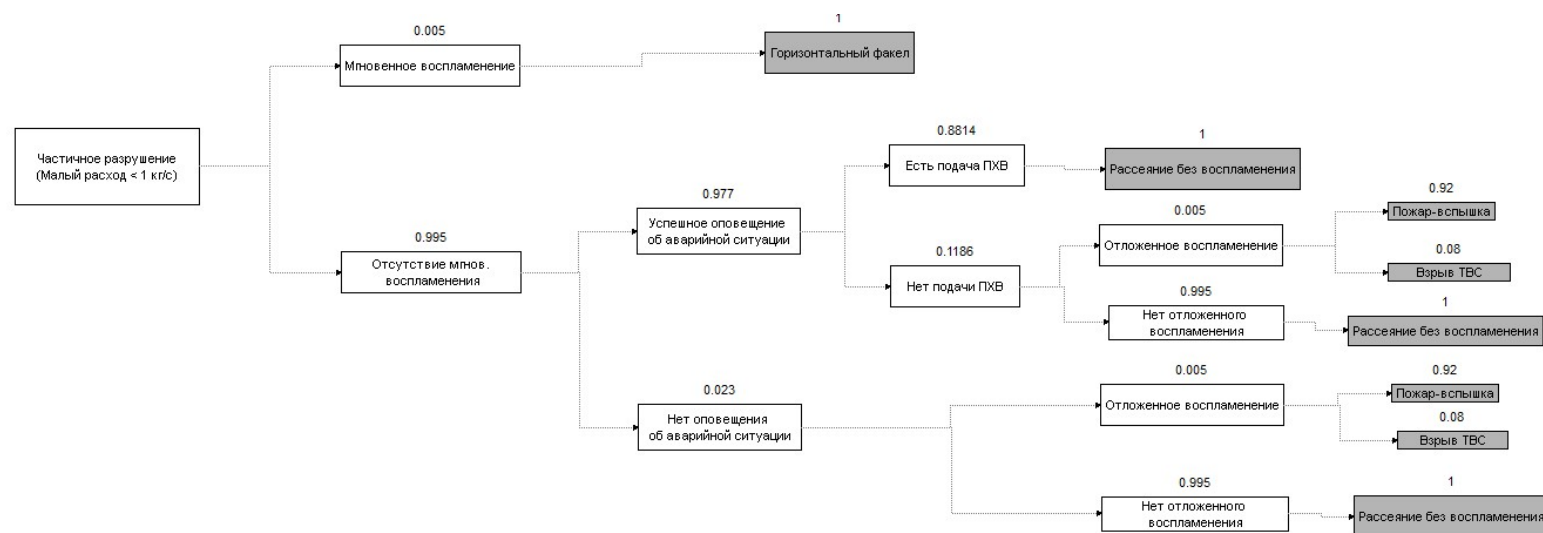 0.005
Мгновенное воспламенение
1
Горизонтальный факел
Частичное разрушение
(Малый расход < 1 кг/с)
0.995
Отсутствие мгнов.
воспламенения
0.977
Успешное оповещение
об аварийной ситуации
0.8814
Есть подача ПХВ
1
Рассеяние без воспламенения
0.1186
Нет подачи ПХВ
0.005
Отложенное воспламенение
0.92
Пожар-вспышка
0.08
Взрыв ТВС
0.995
Нет отложенного
воспламенения
1
Рассеяние без воспламенения
0.023
Нет оповещения
об аварийной ситуации
0.005
Отложенное воспламенение
0.92
Пожар-вспышка
0.08
Взрыв ТВС
0.995
Нет отложенного
воспламенения
1
Рассеяние без воспламенения